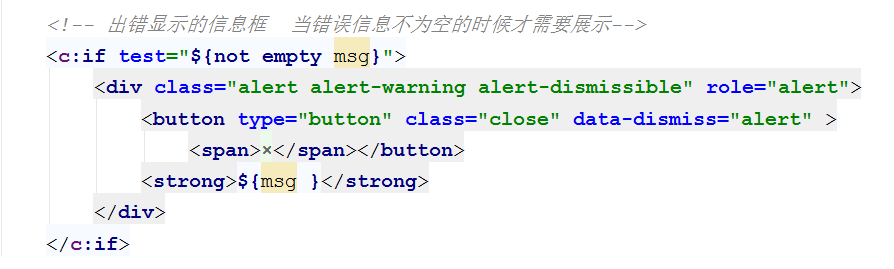 <!-- 出错显示的信息框  当错误信息不为空的时候才需要展示-->
<c:if test="${not empty msg}">
<div class="alert alert-warning alert-dismissible" role="alert">
<button type="button" class="close" data-dismiss="alert" >
<span>×</span></button>
<strong>${msg }</strong>
</div>
</c:if>